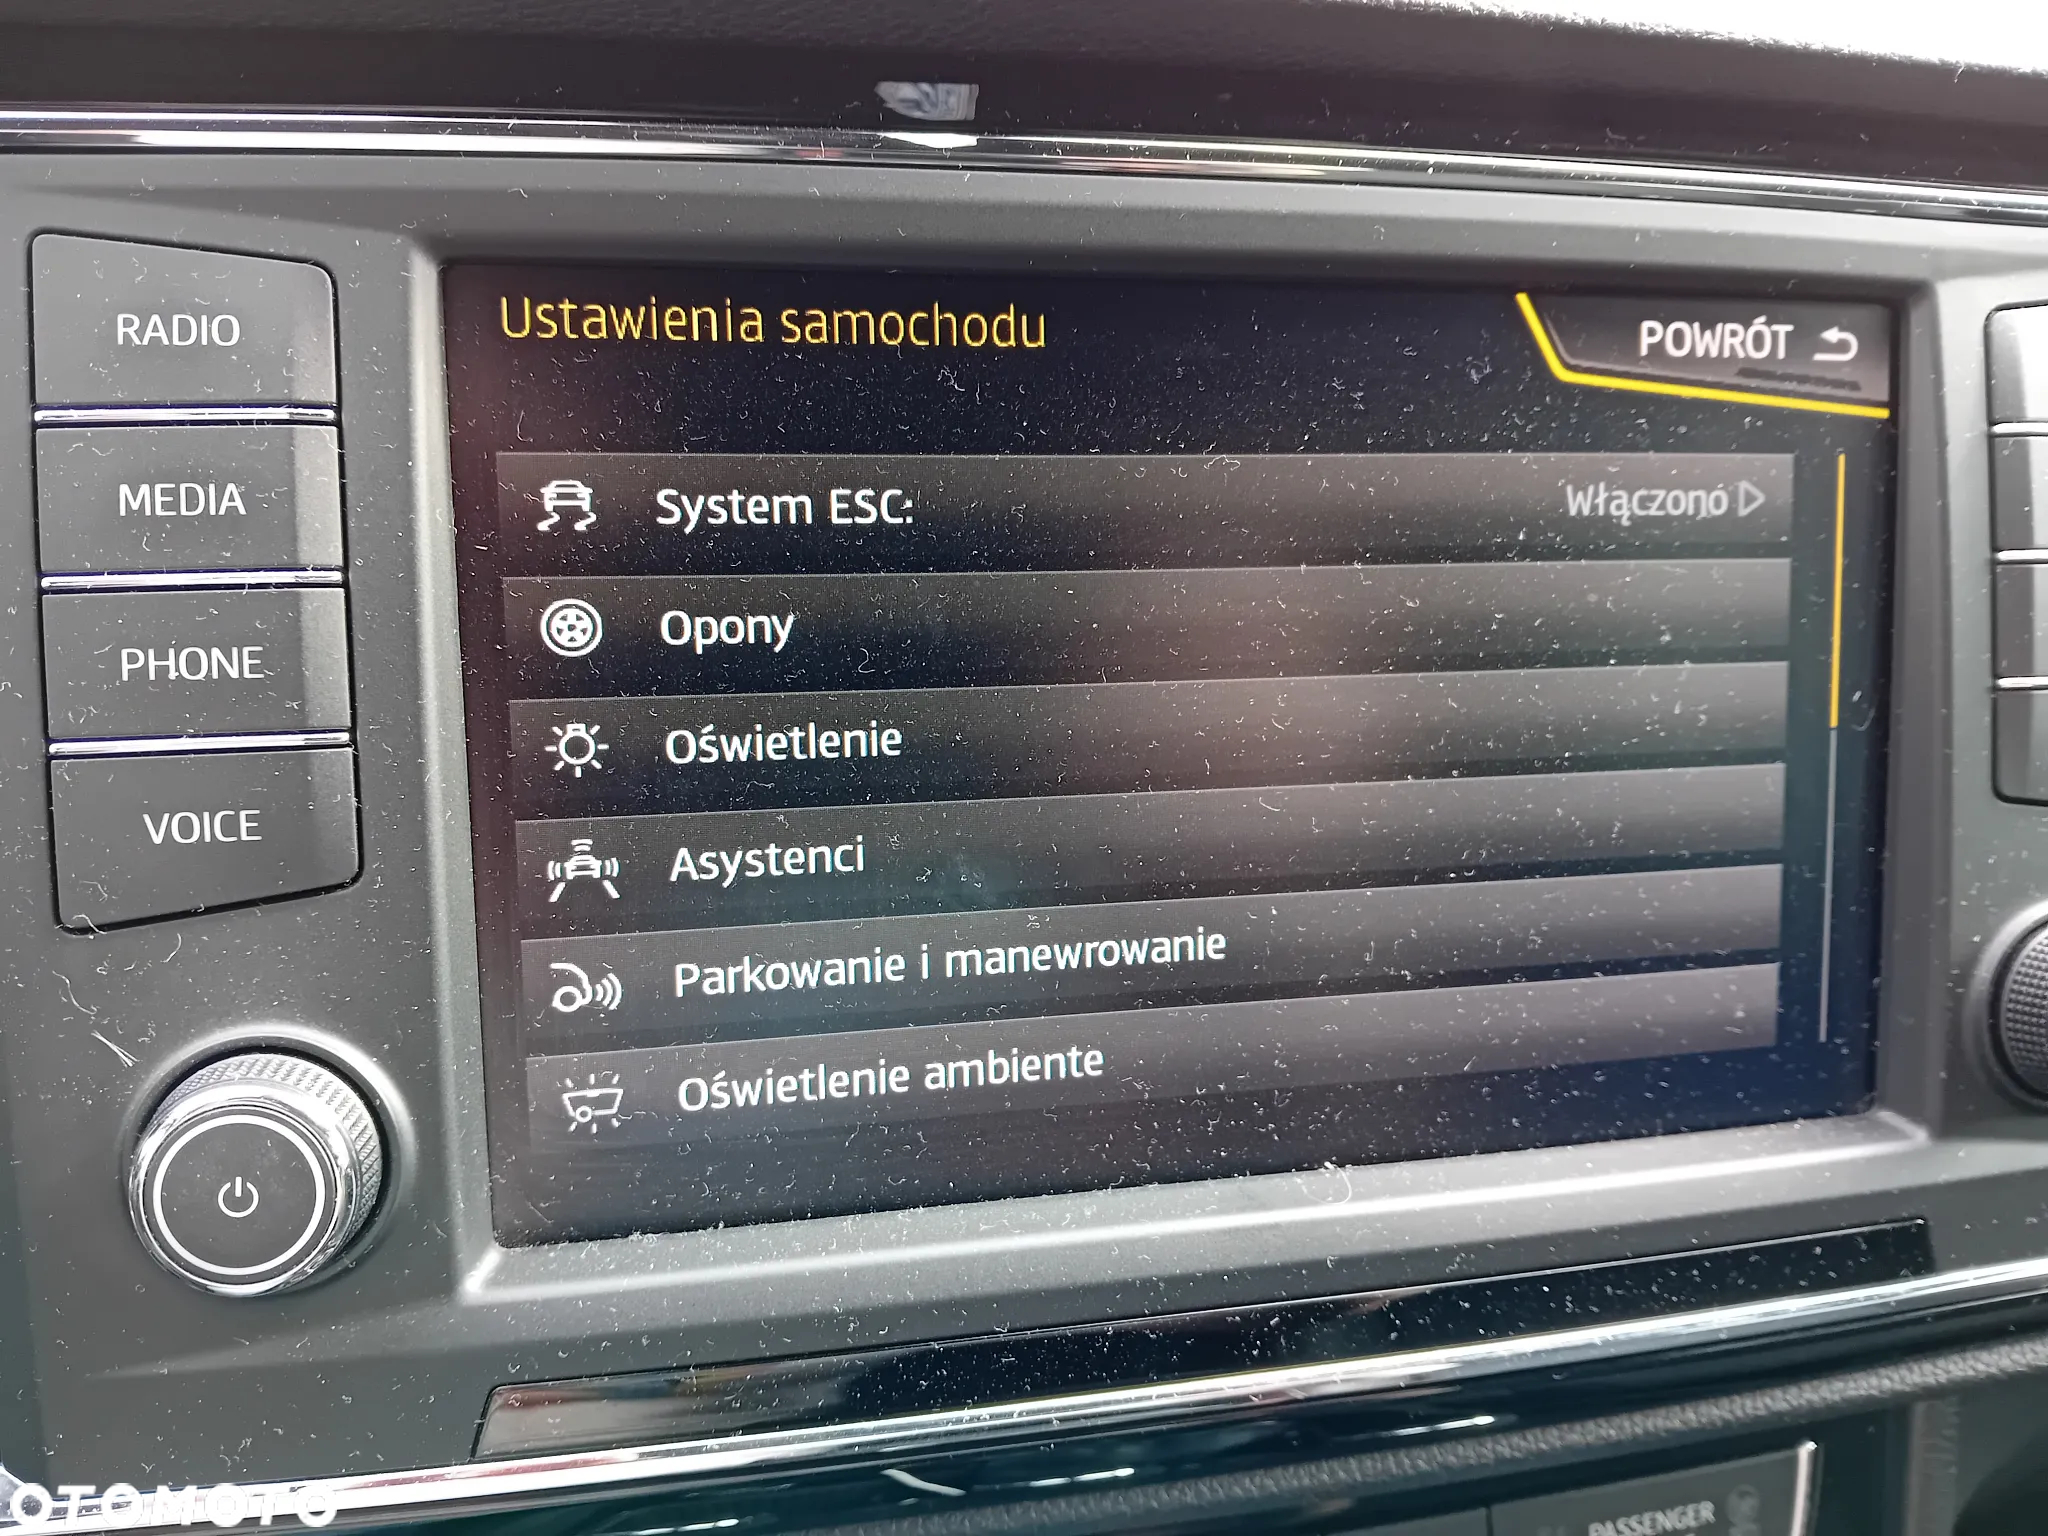 Ustawienia samochodu
POWRÓT
System ESC:
Włączono
Opony
Oświetlenie
Asystenci
Parkowanie i manewrowanie
Oświetlenie ambiente
RADIO
MEDIA
PHONE
VOICE
PASSENGER
OTOMOTO